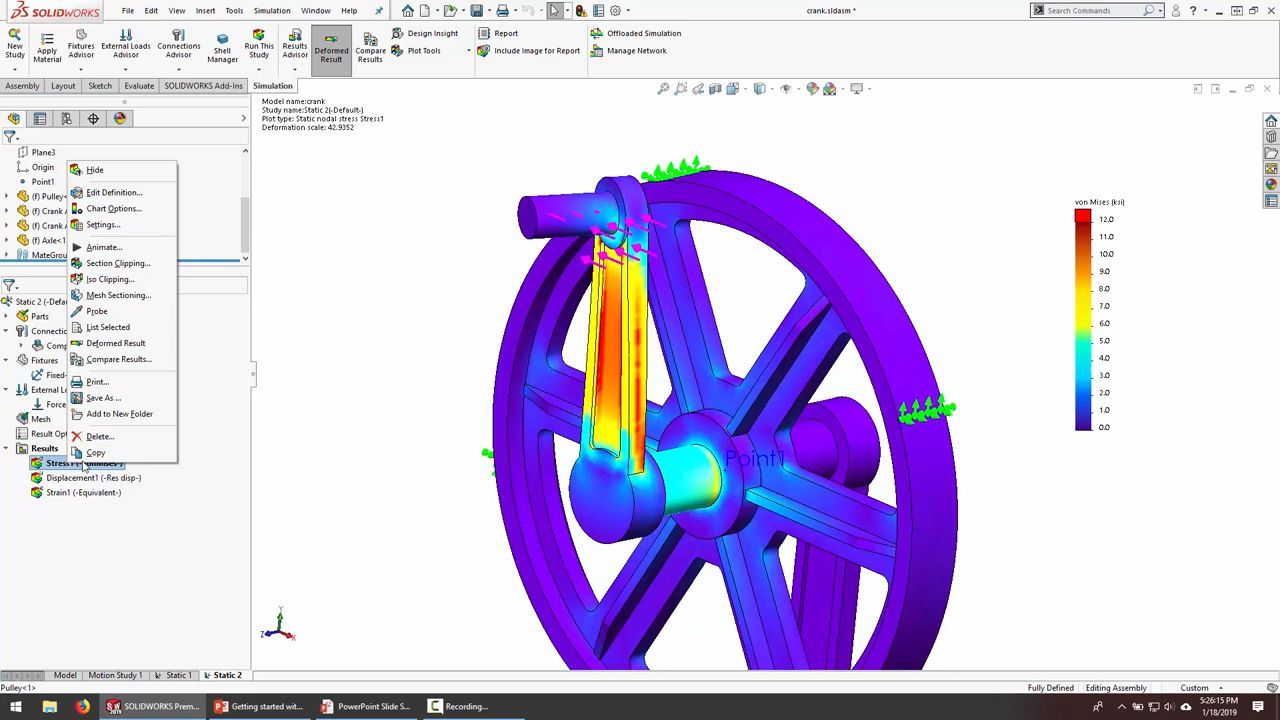 SOLIDWORKS File Edit View Insert Tools Simulation Window Help crank.sldasm * Search Commands
New Study
Apply Material
Fixtures Advisor
External Loads Advisor
Connections Advisor
Shell Manager
Run This Study
Results Advisor
Deformed Result
Compare Results
Design Insight
Plot Tools
Report
Include Image for Report
Offloaded Simulation
Manage Network
Assembly Layout Sketch Evaluate SOLIDWORKS Add-Ins Simulation
Model name:crank
Study name:Static 2(-Default-)
Plot type: Static nodal stress Stress1
Deformation scale: 42.9352
Plane3
Origin
Point1
(f) Pulley<
(f) Crank A
(f) Crank A
(f) Axle<1
MateGrou
Hide
Edit Definition...
Chart Options...
Settings...
Animate...
Section Clipping...
Iso Clipping...
Mesh Sectioning...
Probe
List Selected
Deformed Result
Compare Results...
Print...
Save As ...
Add to New Folder
Delete...
Copy
Static 2 (-Defau
Parts
Connection
Comp
Fixtures
Fixed-
External Lo
Force
Mesh
Result Opt
Results
Displacement1 (-Res disp-)
Strain1 (-Equivalent-)
von Mises (ksi)
12.0
11.0
10.0
9.0
8.0
7.0
6.0
5.0
4.0
3.0
2.0
1.0
0.0
Point1
Y
Z
X
Model Motion Study 1 Static 1 Static 2
Pulley<1> Fully Defined Editing Assembly Custom
SW 2019 SOLIDWORKS Prem... Getting started wit... PowerPoint Slide S... Recording... 5:26:15 PM
1/18/2019